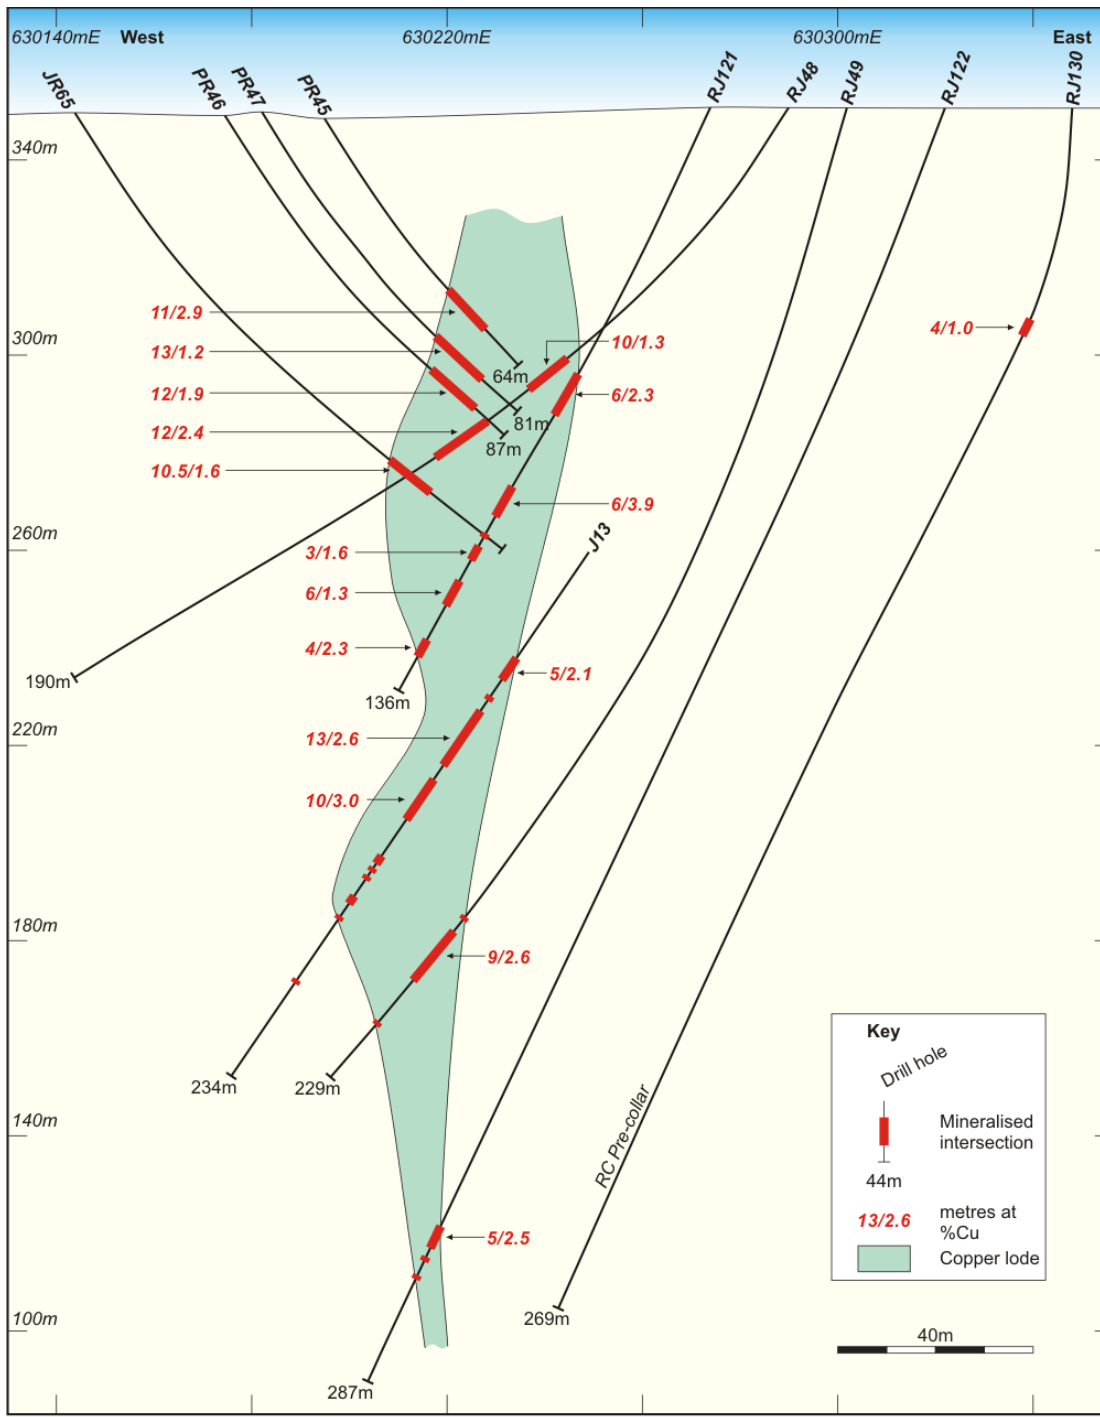 630140mE West 630220mE 630300mE East
JR65 PR46 PR47 PR45 RJ121 RJ48 RJ49 RJ122 RJ130
340m
11/2.9
4/1.0
300m
10/1.3
13/1.2
64m
12/1.9
6/2.3
81m
12/2.4
87m
10.5/1.6
6/3.9
260m
J13
3/1.6
6/1.3
4/2.3
5/2.1
190m
136m
220m
13/2.6
10/3.0
180m
9/2.6
234m
229m
140m
RC Pre-collar
5/2.5
100m
269m
287m
Key
Drill hole
Mineralised
intersection
44m
13/2.6 metres at
%Cu
Copper lode
40m